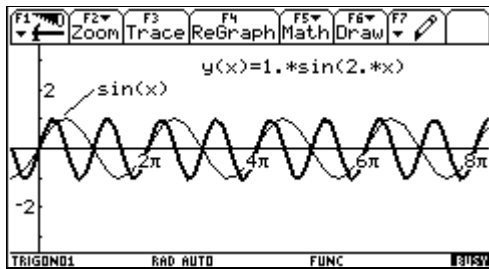 F1 F2 Zoom F3 Trace F4 ReGraph F5 Math F6 Draw F7
y(x)=1.*sin(2.*x)
2 sin(x)
2π 4π 6π 8π
-2
TRIGONO1 RAD AUTO FUNC BUSY